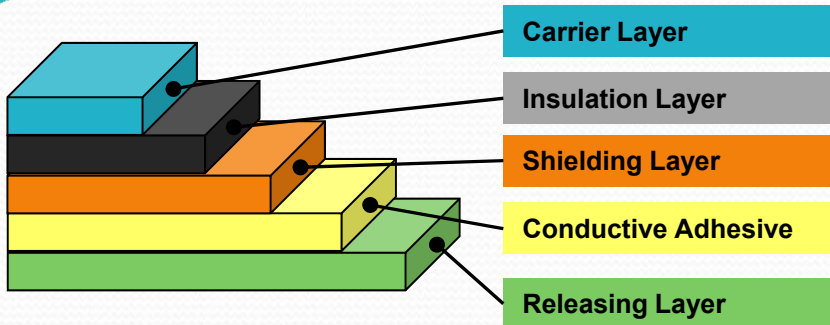 Carrier Layer
Insulation Layer
Shielding Layer
Conductive Adhesive
Releasing Layer